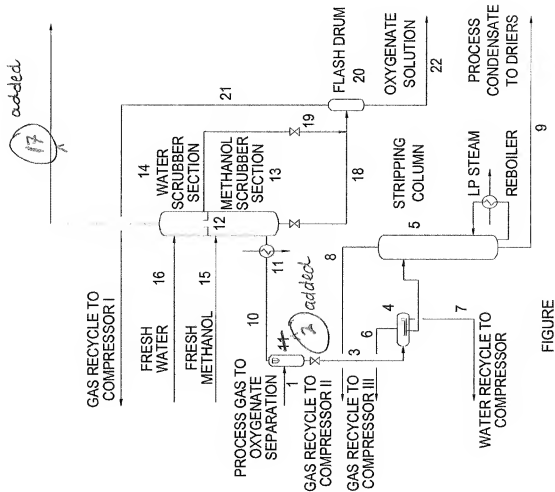 17 added
GAS RECYCLE TO
COMPRESSOR I
21
FRESH
WATER
16
14
WATER
SCRUBBER
SECTION
FRESH
METHANOL
15
12
METHANOL
SCRUBBER
SECTION
13
19
FLASH DRUM
20
11
18
OXYGENATE
SOLUTION
22
10
PROCESS GAS TO
OXYGENATE
SEPARATION
1
2 added
GAS RECYCLE TO
COMPRESSOR II
3
8
STRIPPING
COLUMN
5
GAS RECYCLE TO
COMPRESSOR III
6
4
LP STEAM
REBOILER
PROCESS
CONDENSATE
TO DRIERS
9
WATER RECYCLE TO
COMPRESSOR
7
FIGURE